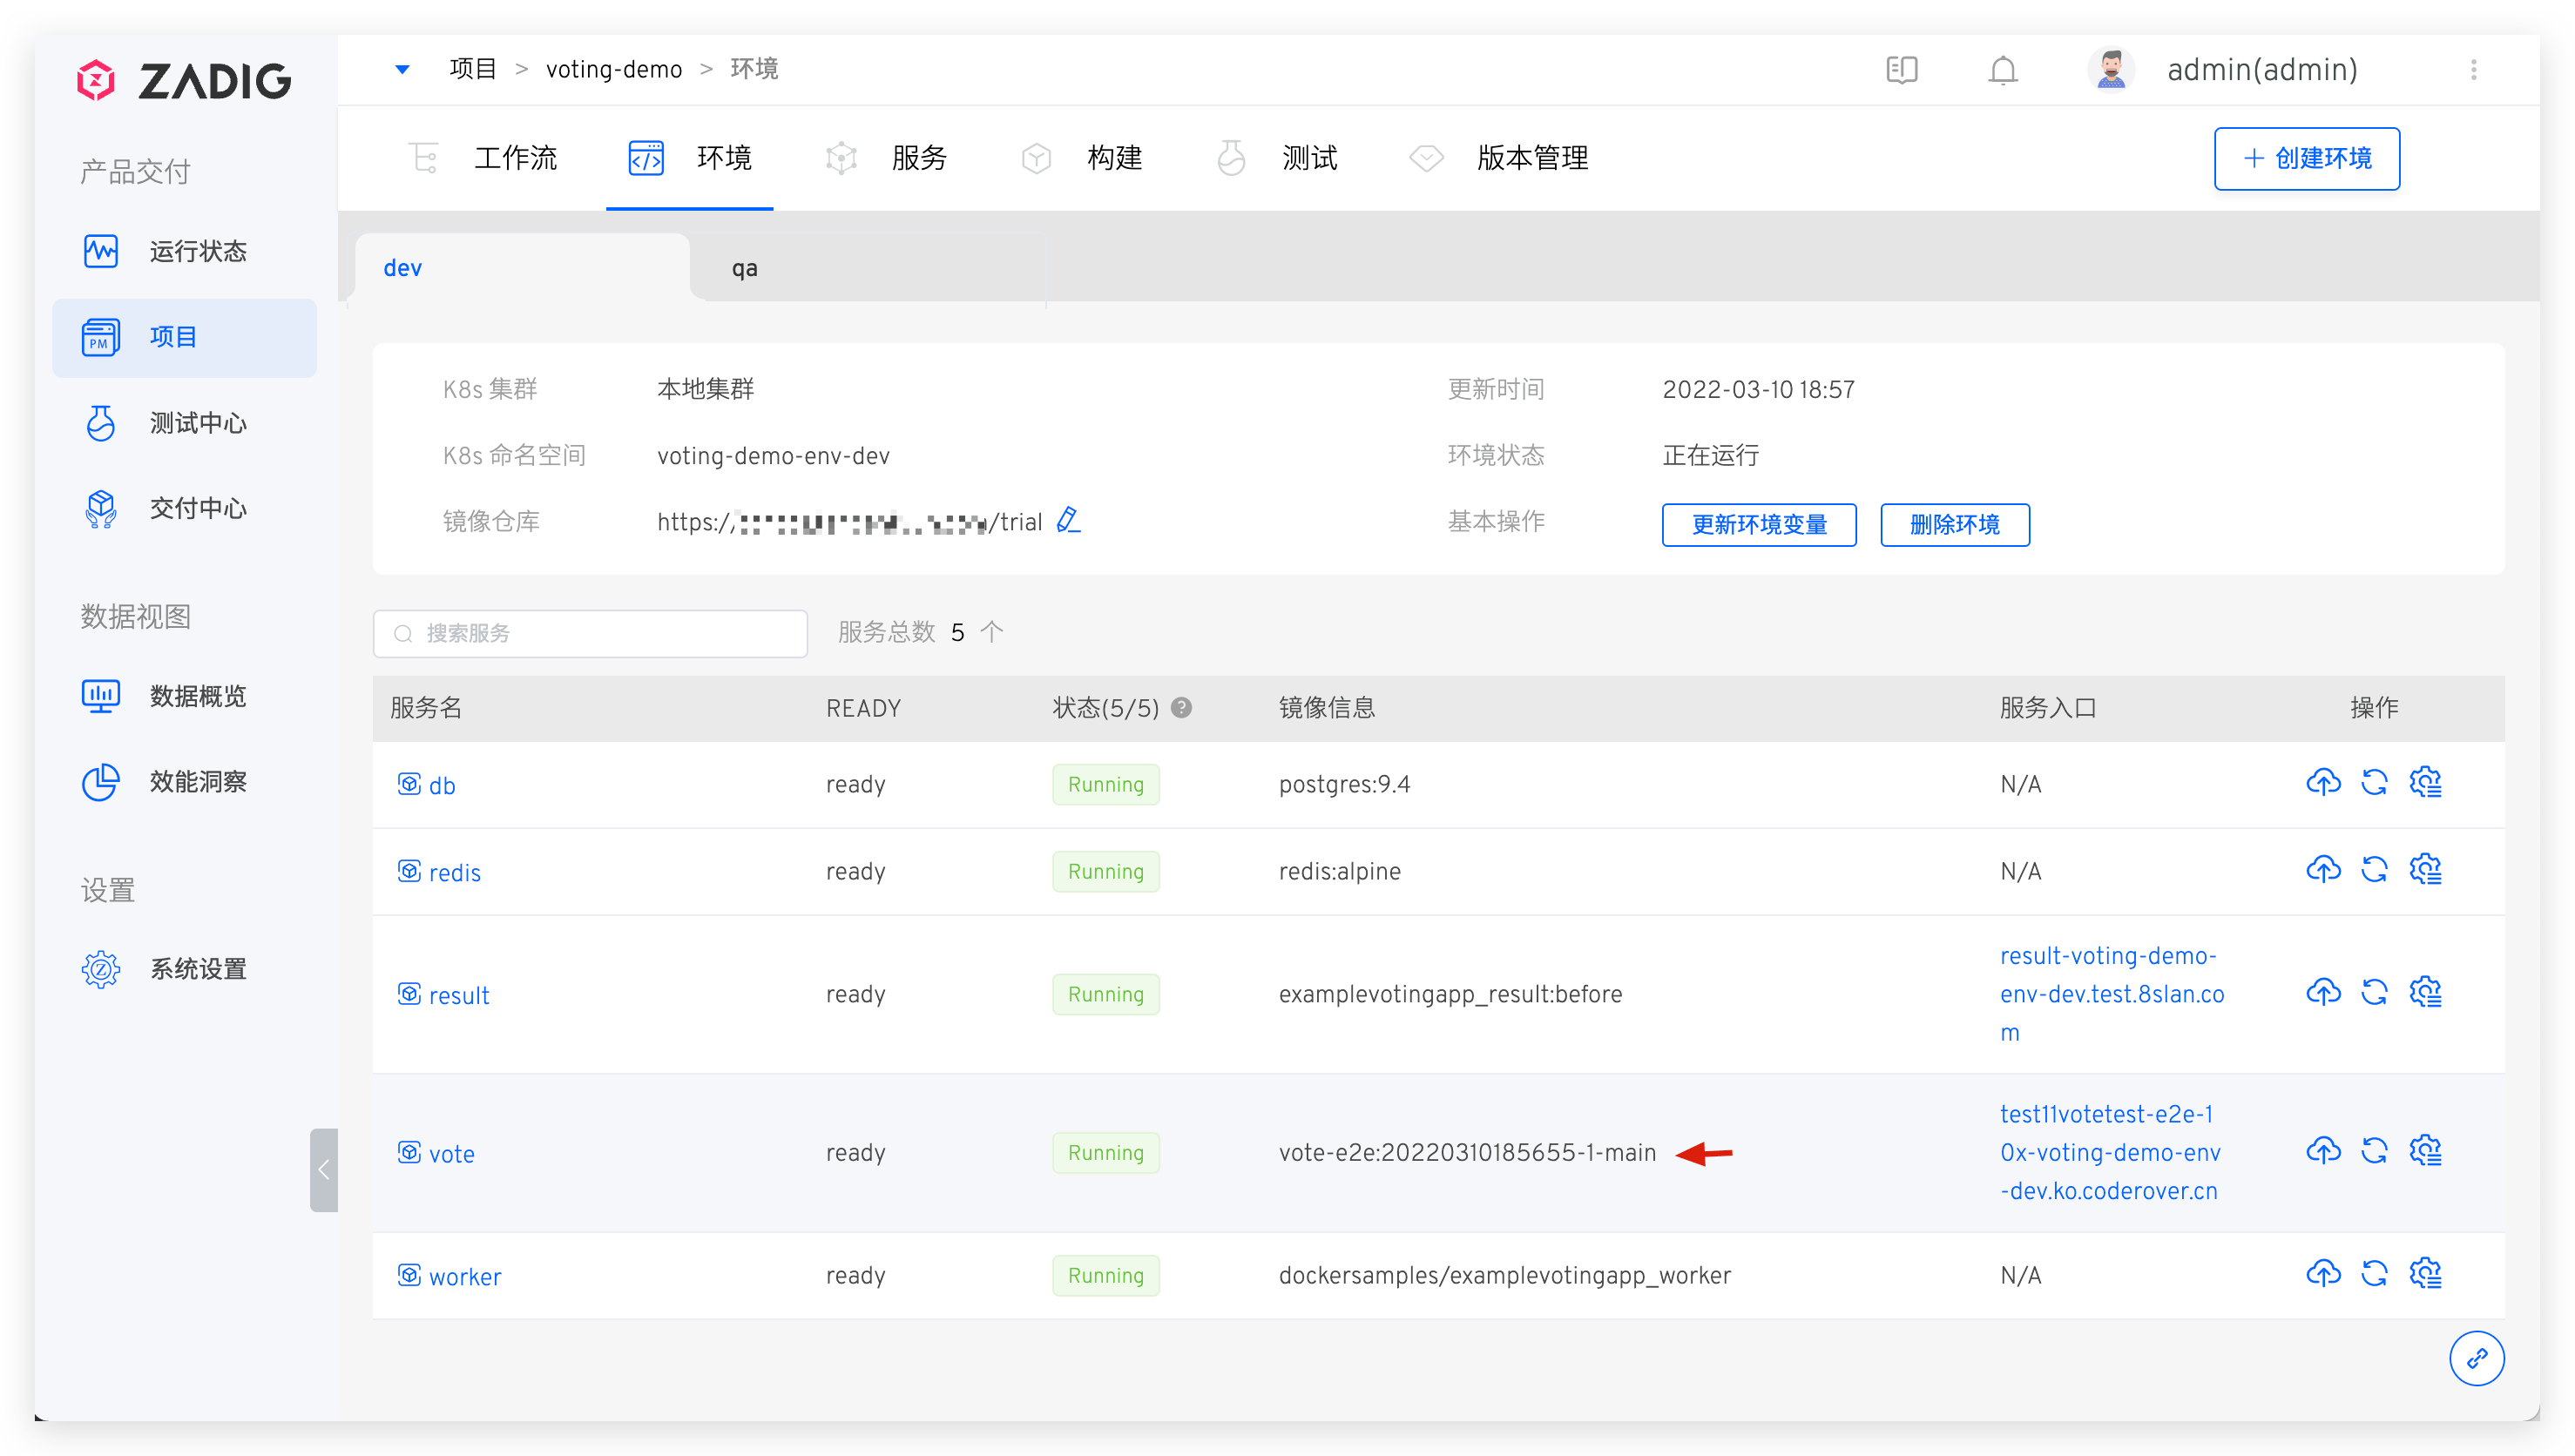 ZADIG
项目 > voting-demo > 环境
admin(admin)
产品交付
运行状态
PM
项目
测试中心
交付中心
数据视图
数据概览
效能洞察
设置
系统设置
工作流
环境
服务
构建
测试
版本管理
创建环境
dev
qa
K8s 集群
本地集群
更新时间
2022-03-10 18:57
K8s 命名空间
voting-demo-env-dev
环境状态
正在运行
镜像仓库
https://
/trial
基本操作
更新环境变量
删除环境
搜索服务
服务总数 5 个
服务名 READY 状态(5/5) ? 镜像信息 服务入口 操作
db ready Running postgres:9.4 N/A
redis ready Running redis:alpine N/A
result ready Running examplevotingapp_result:before
result-voting-demo-
env-dev.test.8slan.co
m
vote ready Running vote-e2e:20220310185655-1-main
test11votetest-e2e-1
0x-voting-demo-env
-dev.ko.coderover.cn
worker ready Running dockersamples/examplevotingapp_worker N/A